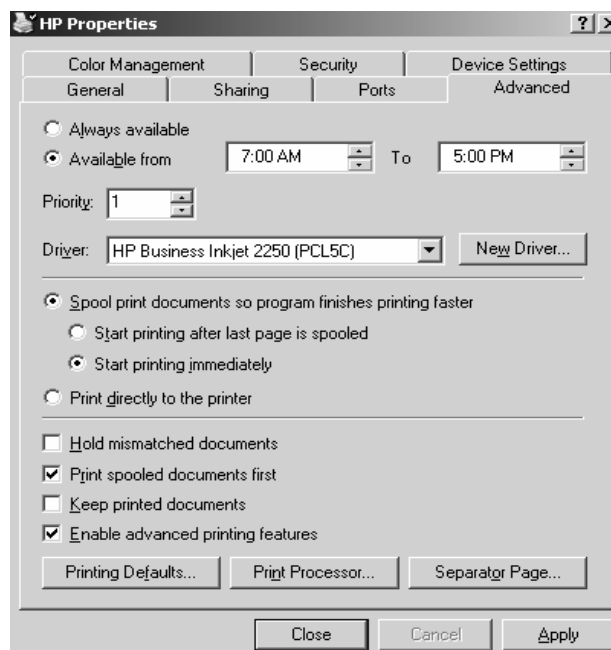 HP Properties
? X
Color Management Security Device Settings
General Sharing Ports Advanced
Always available
Available from 7:00 AM To 5:00 PM
Priority: 1
Driver: HP Business Inkjet 2250 (PCL5C) New Driver...
Spool print documents so program finishes printing faster
Start printing after last page is spooled
Start printing immediately
Print directly to the printer
Hold mismatched documents
Print spooled documents first
Keep printed documents
Enable advanced printing features
Printing Defaults... Print Processor... Separator Page...
Close Cancel Apply